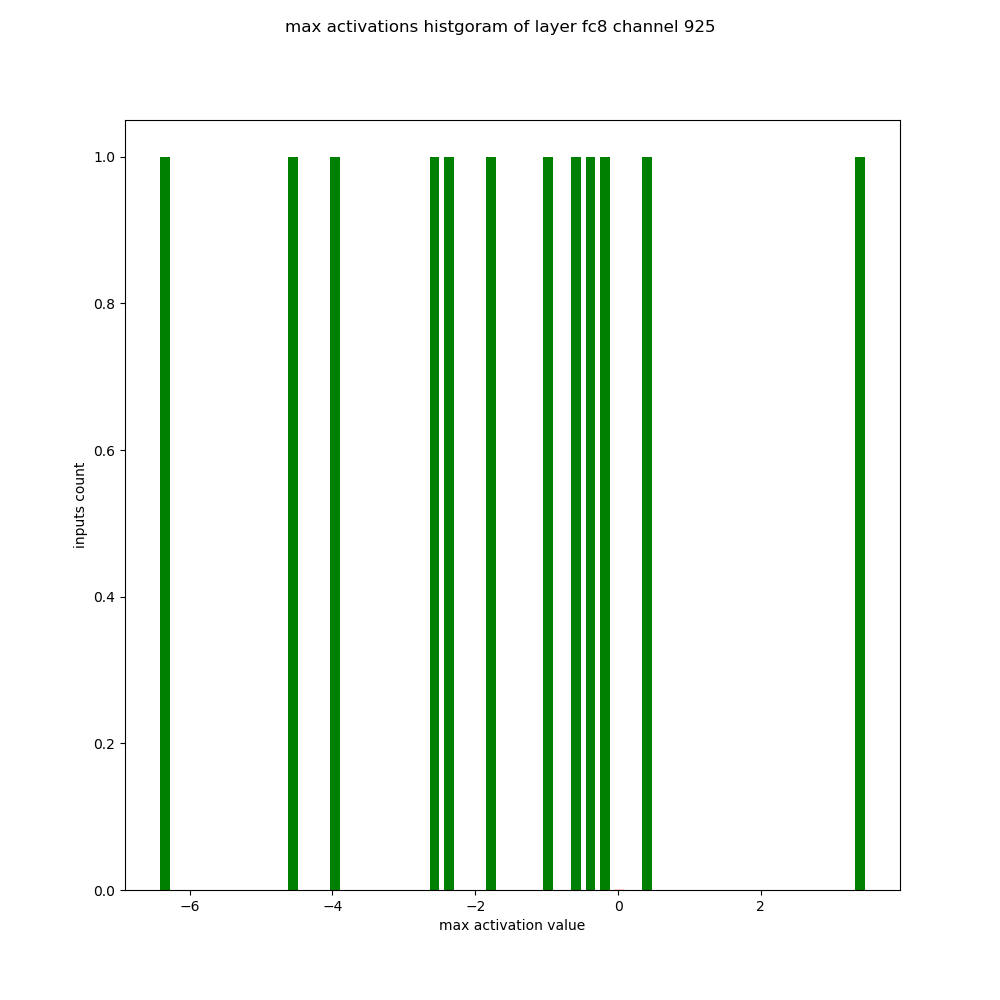 max activations histgoram of layer fc8 channel 925
1.0
0.8
0.6
0.4
0.2
0.0
inputs count
−6 −4 −2 0 2
max activation value